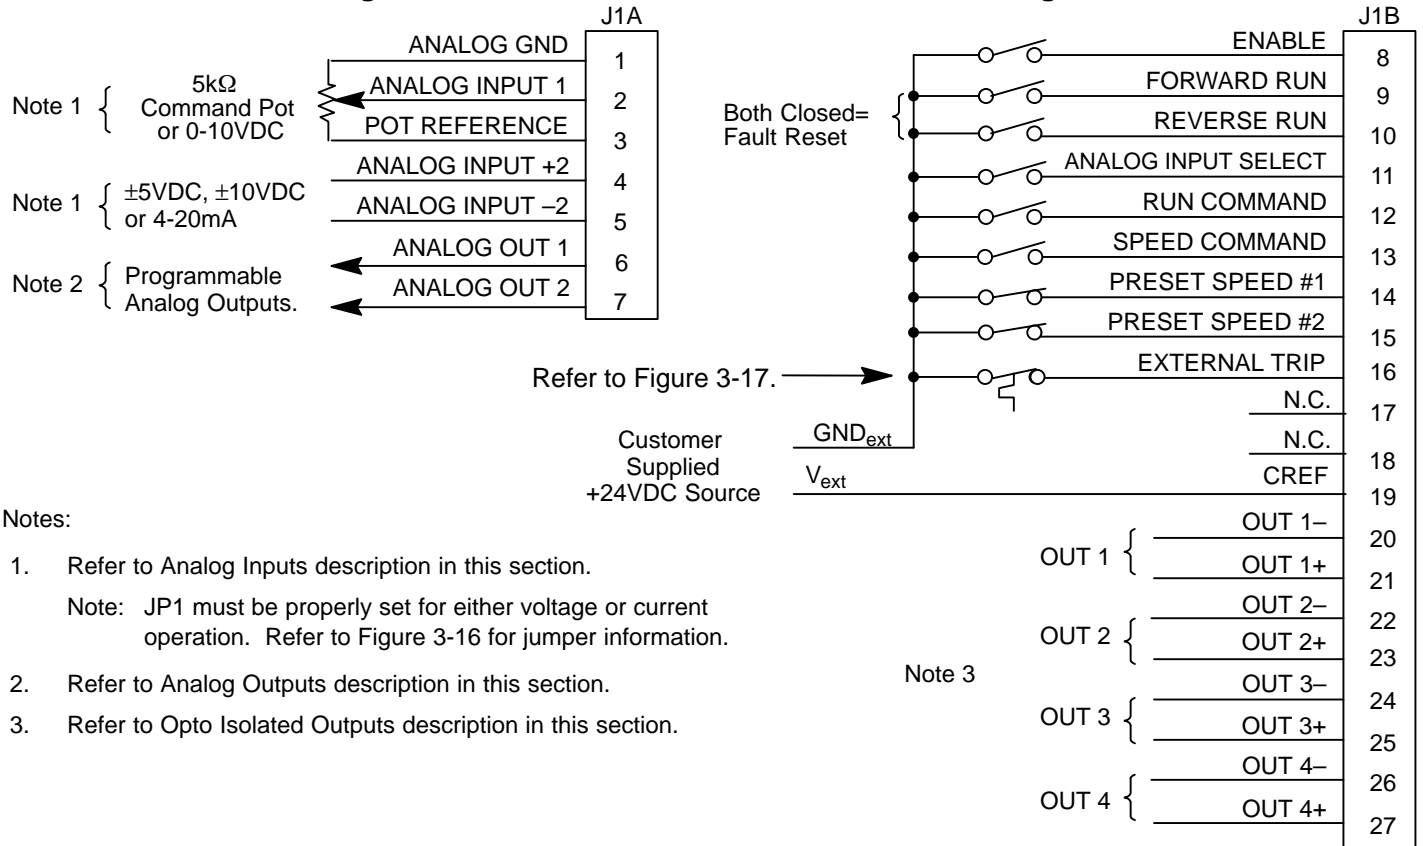 J1A
ANALOG GND 1
ANALOG INPUT 1 2
POT REFERENCE 3
ANALOG INPUT +2 4
ANALOG INPUT –2 5
ANALOG OUT 1 6
ANALOG OUT 2 7
Note 1 { 5kΩ
Command Pot
or 0-10VDC
Note 1 { ±5VDC, ±10VDC
or 4-20mA
Note 2 { Programmable
Analog Outputs.
J1B
ENABLE 8
FORWARD RUN 9
REVERSE RUN 10
ANALOG INPUT SELECT 11
RUN COMMAND 12
SPEED COMMAND 13
PRESET SPEED #1 14
PRESET SPEED #2 15
EXTERNAL TRIP 16
N.C. 17
N.C. 18
CREF 19
OUT 1– 20
OUT 1+ 21
OUT 2– 22
OUT 2+ 23
OUT 3– 24
OUT 3+ 25
OUT 4– 26
OUT 4+ 27
Both Closed=
Fault Reset
Refer to Figure 3-17.
Customer
Supplied
+24VDC Source
GNDext
Vext
OUT 1 {
OUT 2 {
Note 3
OUT 3 {
OUT 4 {
Notes:
1. Refer to Analog Inputs description in this section.
Note: JP1 must be properly set for either voltage or current
operation. Refer to Figure 3-16 for jumper information.
2. Refer to Analog Outputs description in this section.
3. Refer to Opto Isolated Outputs description in this section.